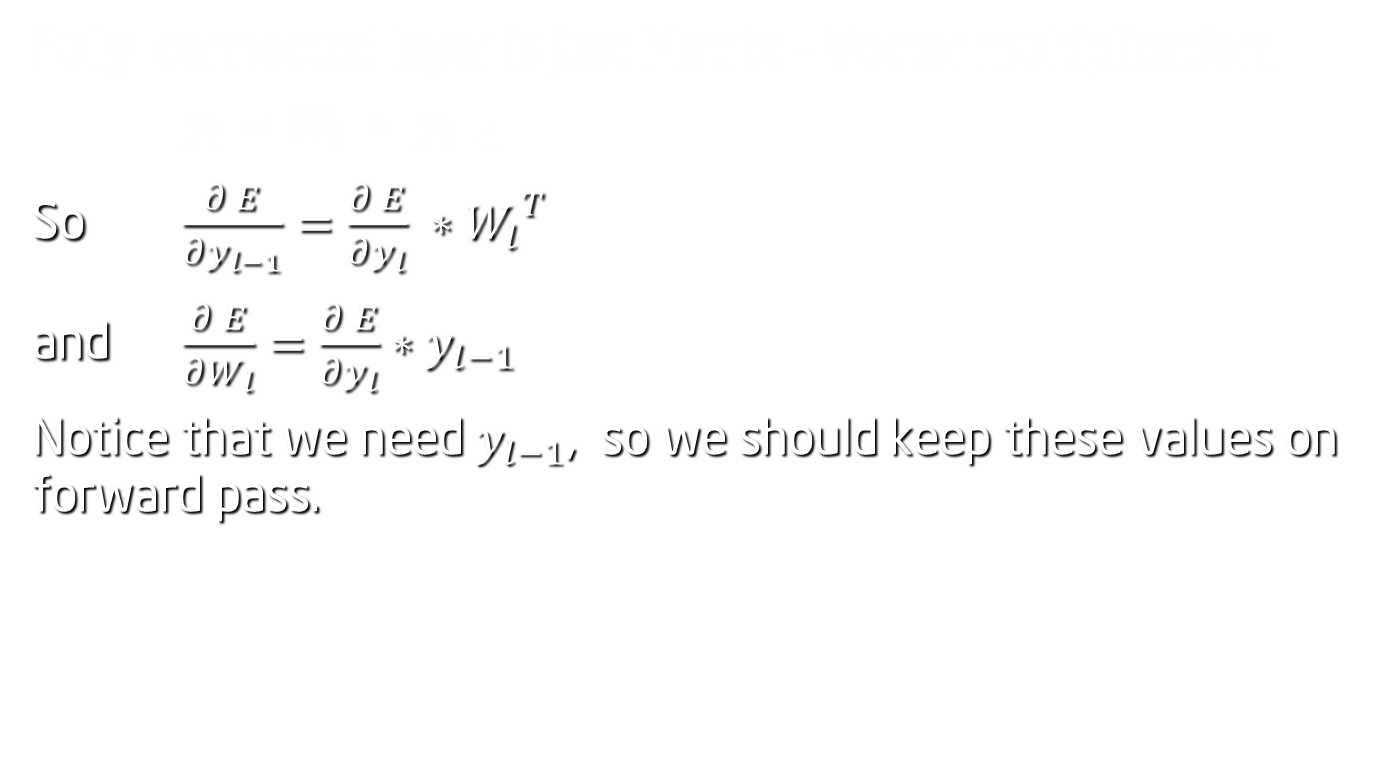 So ∂E/∂y_{l−1} = ∂E/∂y_l * W_l^T
and ∂E/∂W_l = ∂E/∂y_l * y_{l−1}
Notice that we need y_{l−1}, so we should keep these values on
forward pass.